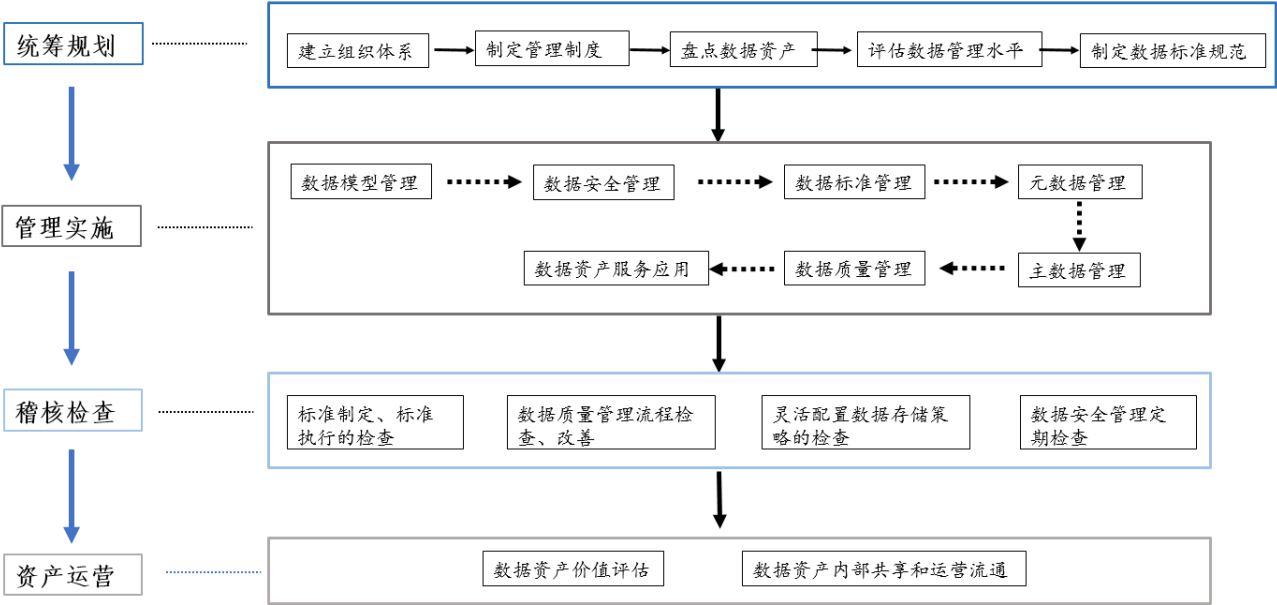 统筹规划
建立组织体系
制定管理制度
盘点数据资产
评估数据管理水平
制定数据标准规范
管理实施
数据模型管理
数据安全管理
数据标准管理
元数据管理
数据资产服务应用
数据质量管理
主数据管理
稽核检查
标准制定、标准
执行的检查
数据质量管理流程检
查、改善
灵活配置数据存储策
略的检查
数据安全管理定
期检查
资产运营
数据资产价值评估
数据资产内部共享和运营流通